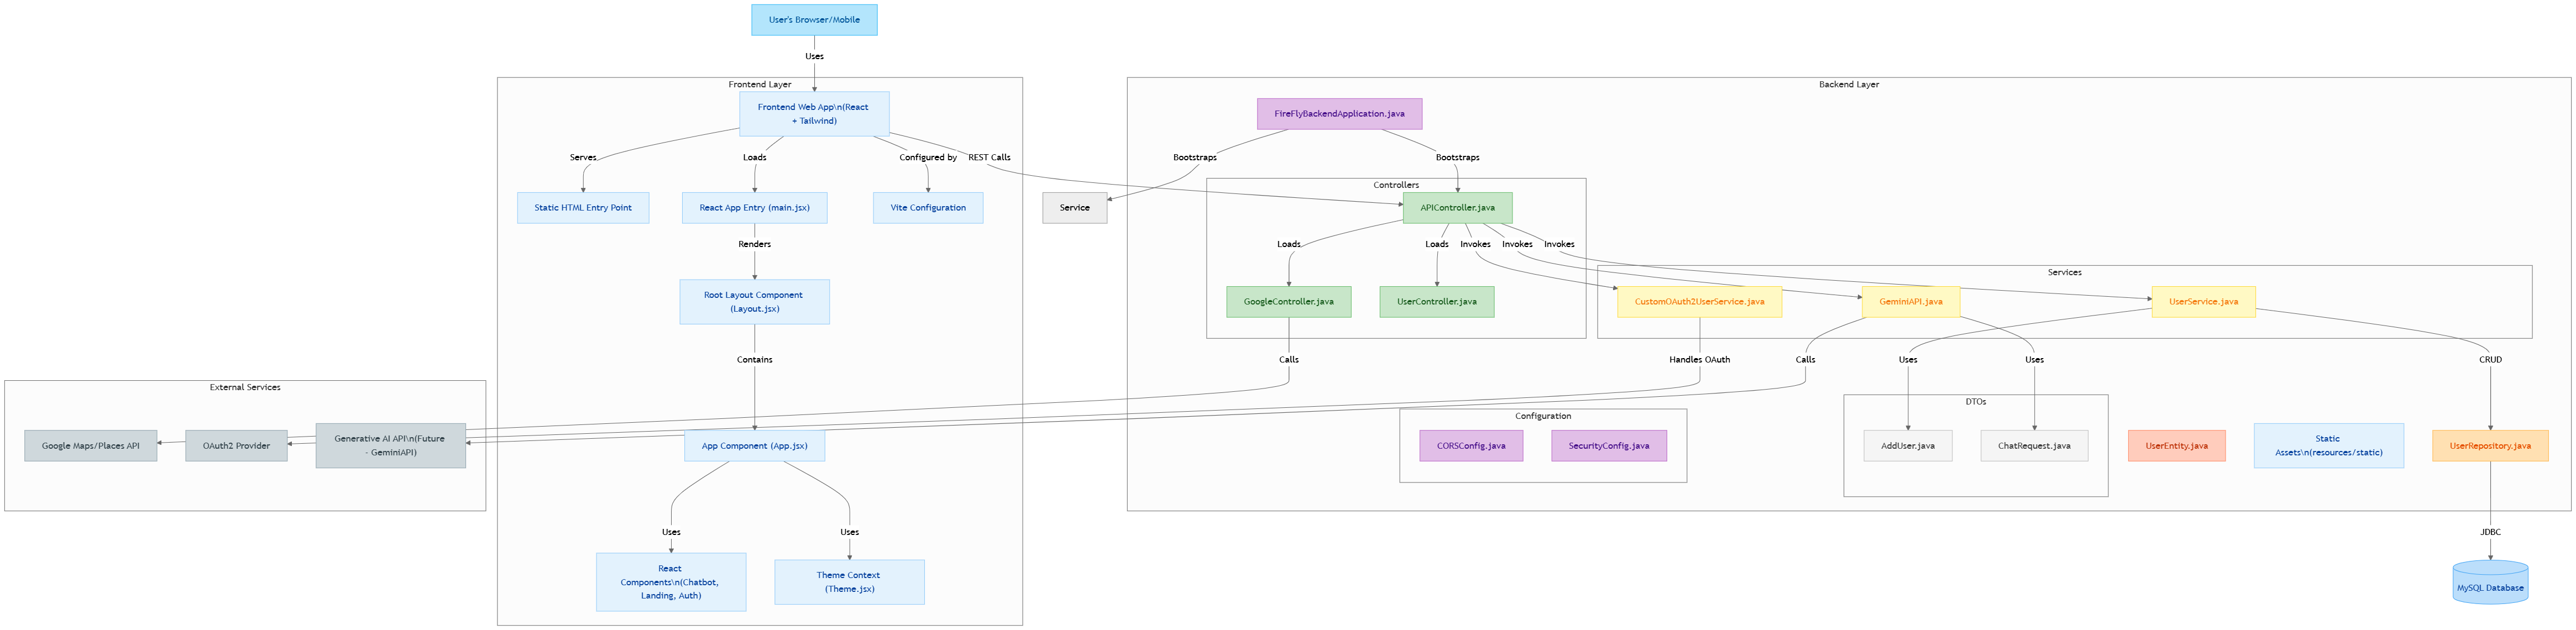 User's Browser/Mobile
Uses
Frontend Layer
Backend Layer
Frontend Web App\n(React
+ Tailwind)
FireFlyBackendApplication.java
Serves
Loads
Configured by
REST Calls
Bootstraps
Bootstraps
Controllers
Static HTML Entry Point
React App Entry (main.jsx)
Vite Configuration
Service
APIController.java
Renders
Loads
Loads
Invokes
Invokes
Invokes
Services
Root Layout Component
(Layout.jsx)
GoogleController.java
UserController.java
CustomOAuth2UserService.java
GeminiAPI.java
UserService.java
Contains
Calls
Handles OAuth
Calls
Uses
Uses
CRUD
External Services
DTOs
Configuration
Google Maps/Places API
OAuth2 Provider
Generative AI API\n(Future
- GeminiAPI)
App Component (App.jsx)
CORSConfig.java
SecurityConfig.java
AddUser.java
ChatRequest.java
UserEntity.java
Static
Assets\n(resources/static)
UserRepository.java
Uses
Uses
JDBC
React
Components\n(Chatbot,
Landing, Auth)
Theme Context
(Theme.jsx)
MySQL Database